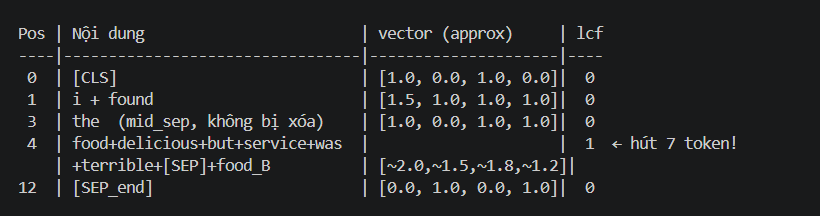 Pos | Nội dung | vector (approx) | lcf
----|--------------------------------|--------------------|----
0 | [CLS] | [1.0, 0.0, 1.0, 0.0]| 0
1 | i + found | [1.5, 1.0, 1.0, 1.0]| 0
3 | the (mid_sep, không bị xóa) | [1.0, 0.0, 1.0, 1.0]| 0
4 | food+delicious+but+service+was | | 1 ← hút 7 token!
| +terrible+[SEP]+food_B | [~2.0,~1.5,~1.8,~1.2]|
12 | [SEP_end] | [0.0, 1.0, 0.0, 1.0]| 0